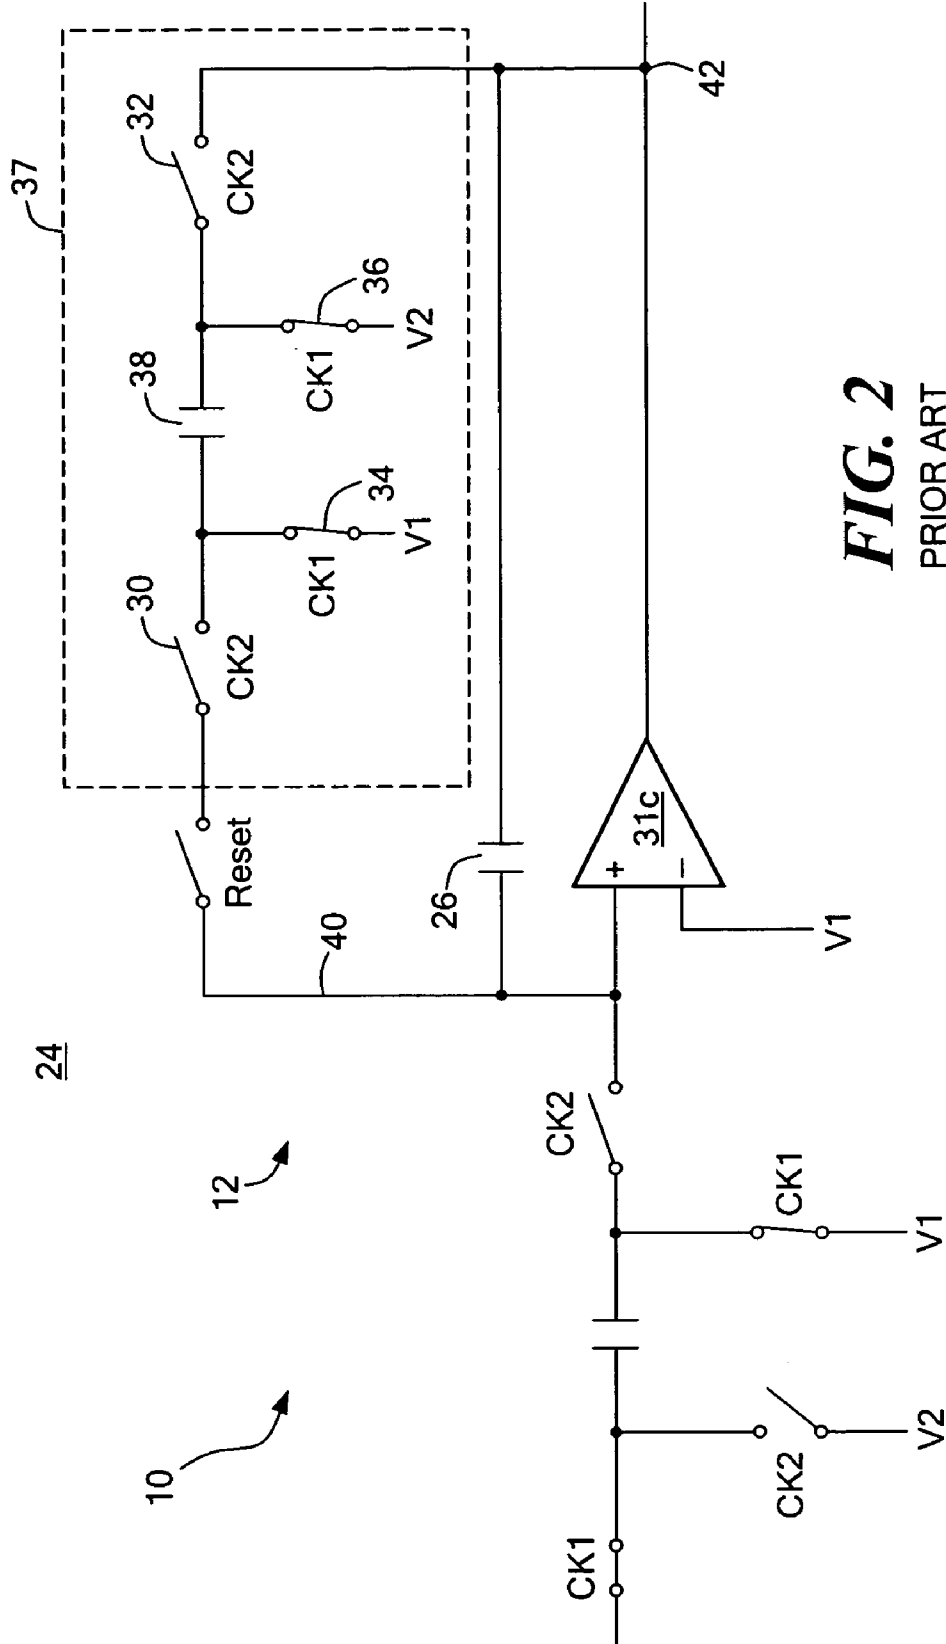 37
32
CK2
36
CK1
V2
38
34
CK1
V1
30
CK2
Reset
26
40
42
31c
+
−
V1
24
12
10
CK2
CK1
V1
CK2
V2
CK1
FIG. 2
PRIOR ART